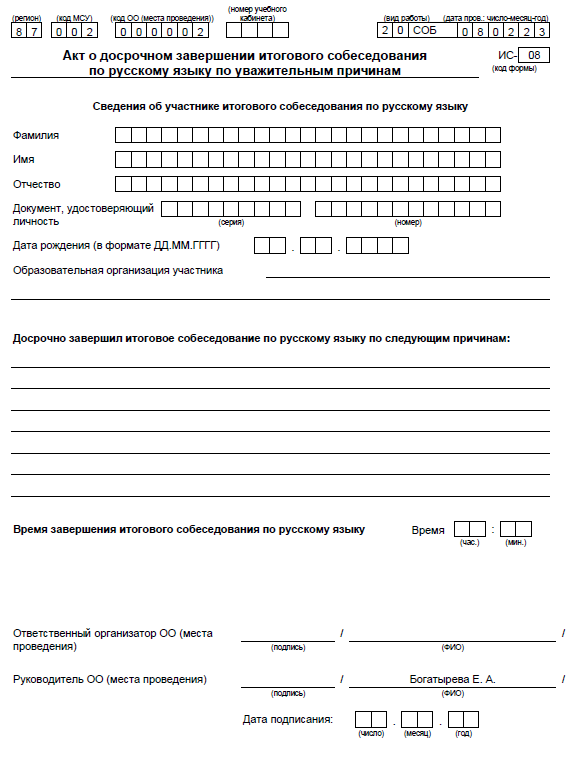 (номер учебного
(регион) (код МСУ) (код ОО (места проведения)) кабинета) (вид работы) (дата пров.: число-месяц-год)
8 7 0 0 2 0 0 0 0 0 2 2 0 СОБ 0 8 0 2 2 3
Акт о досрочном завершении итогового собеседования
по русскому языку по уважительным причинам
ИС- 08
(код формы)
Сведения об участнике итогового собеседования по русскому языку
Фамилия
Имя
Отчество
Документ, удостоверяющий
личность
(серия) (номер)
Дата рождения (в формате ДД.ММ.ГГГГ) . .
Образовательная организация участника
Досрочно завершил итоговое собеседование по русскому языку по следующим причинам:
Время завершения итогового собеседования по русскому языку Время :
(час.) (мин.)
Ответственный организатор ОО (места
проведения)
/ /
(подпись) (ФИО)
Руководитель ОО (места проведения) / Богатырева Е. А. /
(подпись) (ФИО)
Дата подписания: . .
(число) (месяц) (год)